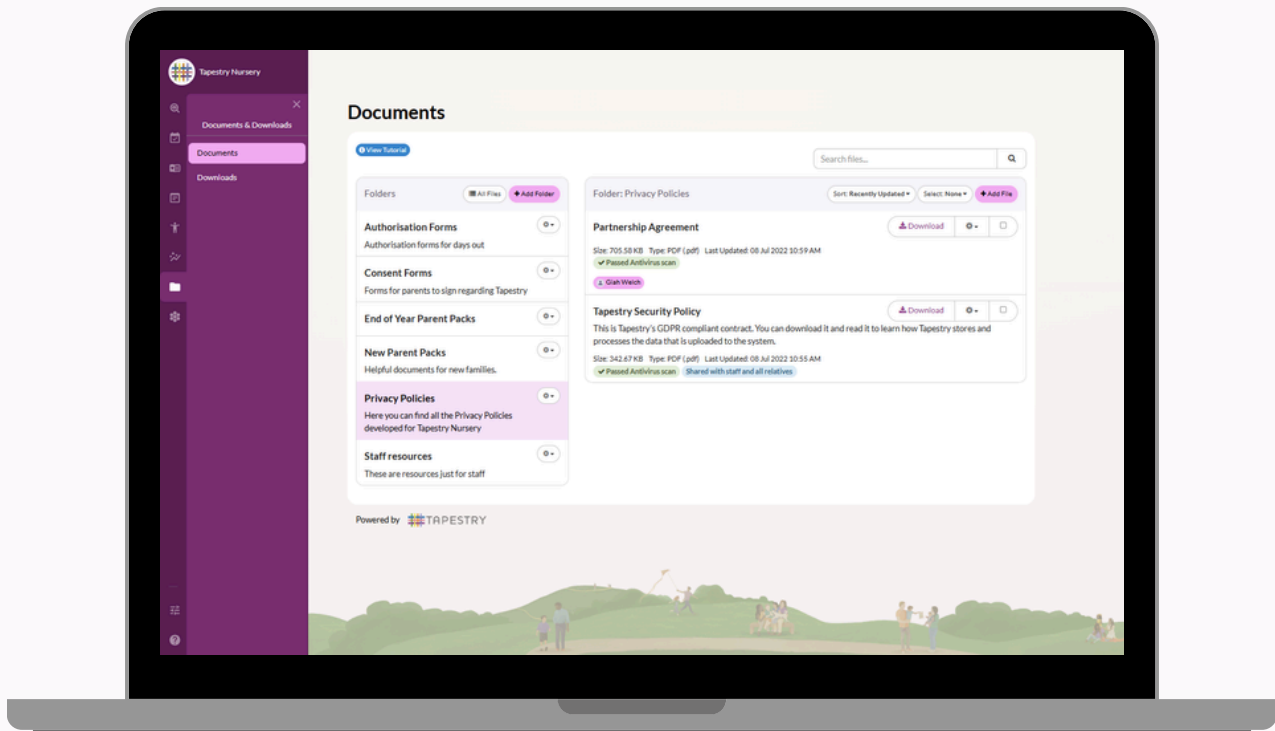 Tapestry Nursery
Documents & Downloads
Documents
Downloads
Documents
View Tutorial
Search files...
Folders
All Files
Add Folder
Authorisation Forms
Authorisation forms for days out
Consent Forms
Forms for parents to sign regarding Tapestry
End of Year Parent Packs
New Parent Packs
Helpful documents for new families.
Privacy Policies
Here you can find all the Privacy Policies
developed for Tapestry Nursery
Staff resources
These are resources just for staff
Folder: Privacy Policies
Sort: Recently Updated
Select: None
Add File
Partnership Agreement
Download
Size: 705.58 KB Type: PDF (.pdf) Last Updated: 08 Jul 2022 10:59 AM
Passed Antivirus scan
Tapestry Security Policy
Download
This is Tapestry's GDPR compliant contract. You can download it and read it to learn how Tapestry stores and
processes the data that is uploaded to the system.
Size: 342.67 KB Type: PDF (.pdf) Last Updated: 08 Jul 2022 10:55 AM
Passed Antivirus scan Shared with staff and all relatives
Powered by TAPESTRY